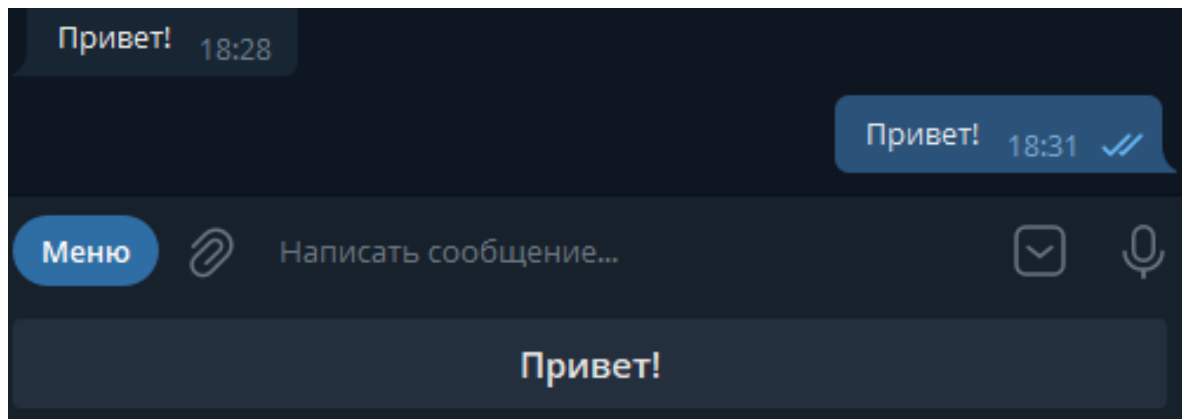 Привет! 18:28
Привет! 18:31
Меню Написать сообщение...
Привет!